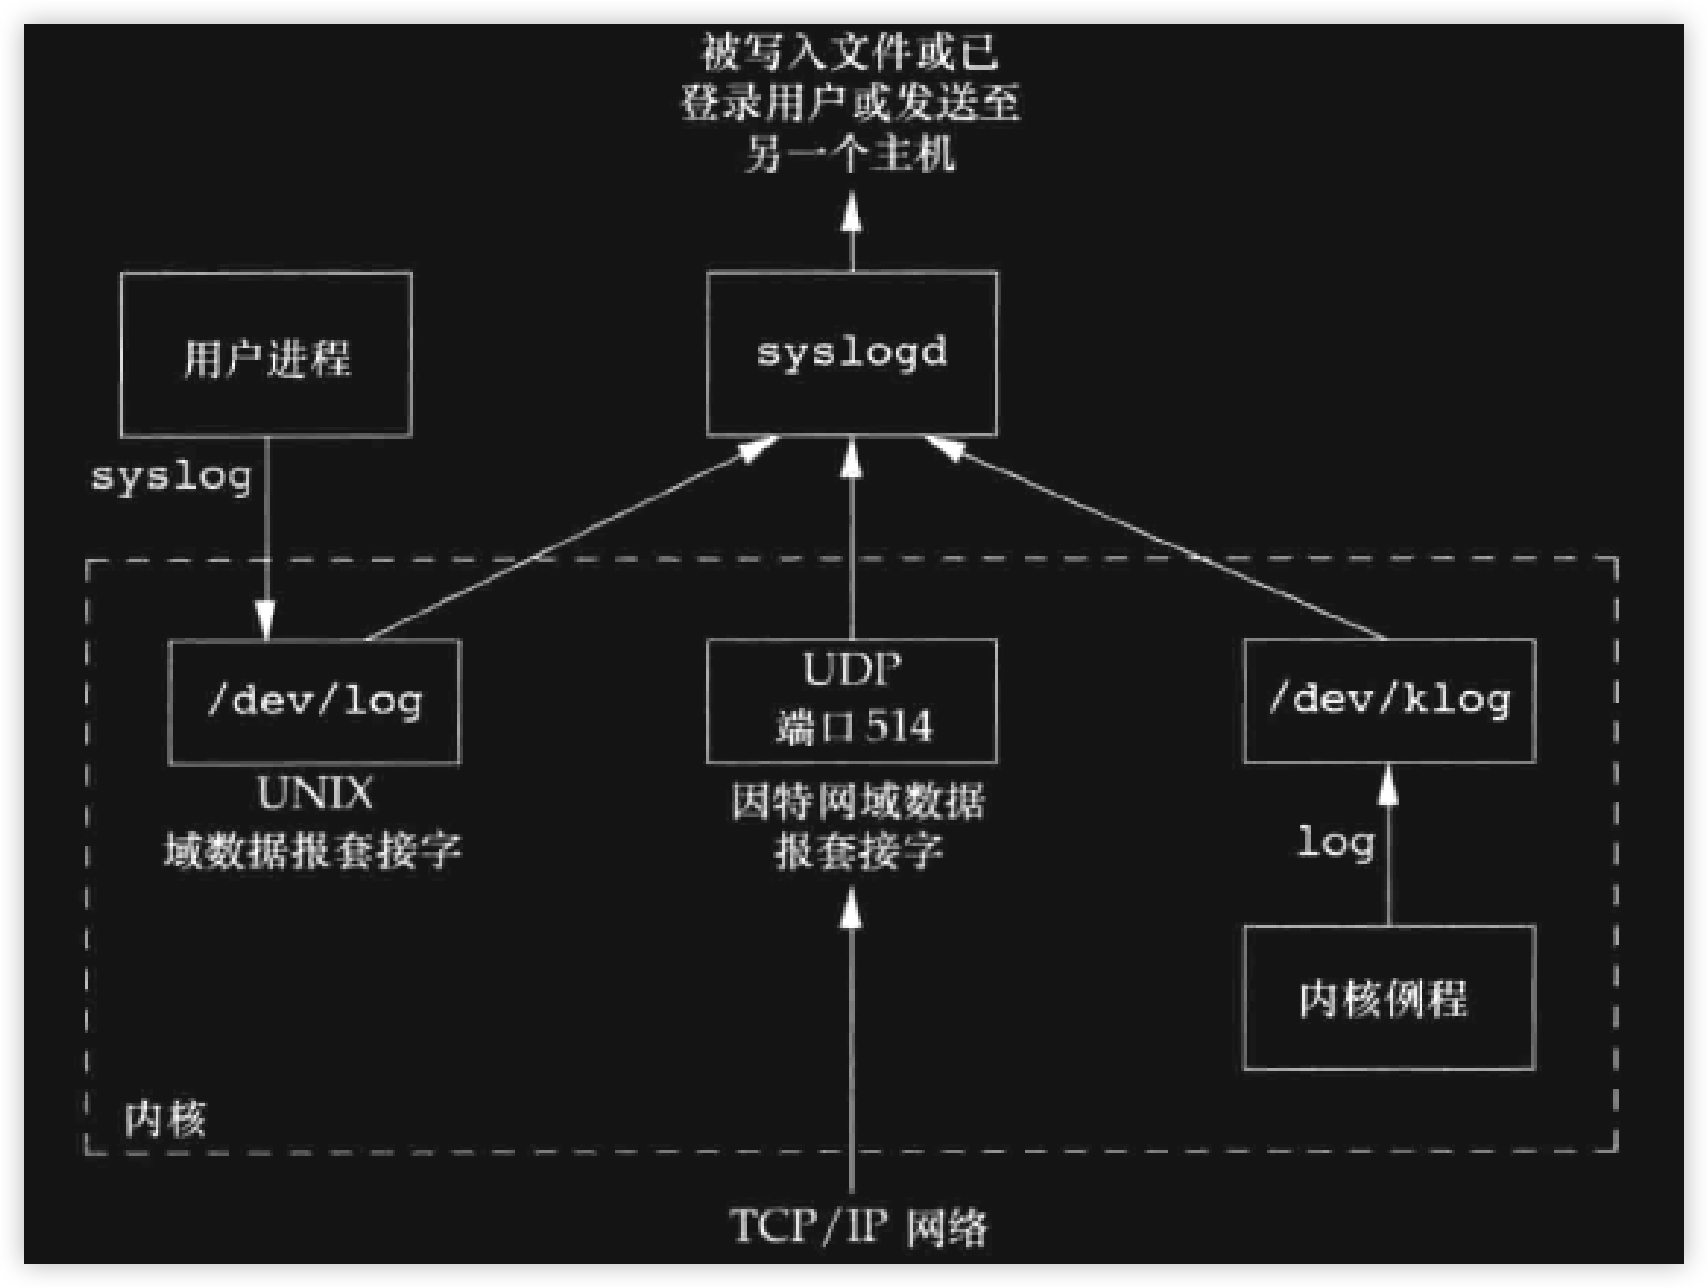 被写入文件或已
登录用户或发送至
另一个主机
用户进程
syslogd
syslog
/dev/log
UDP
端口 514
/dev/klog
UNIX
域数据报套接字
因特网域数据
报套接字
log
内核例程
内核
TCP/IP 网络